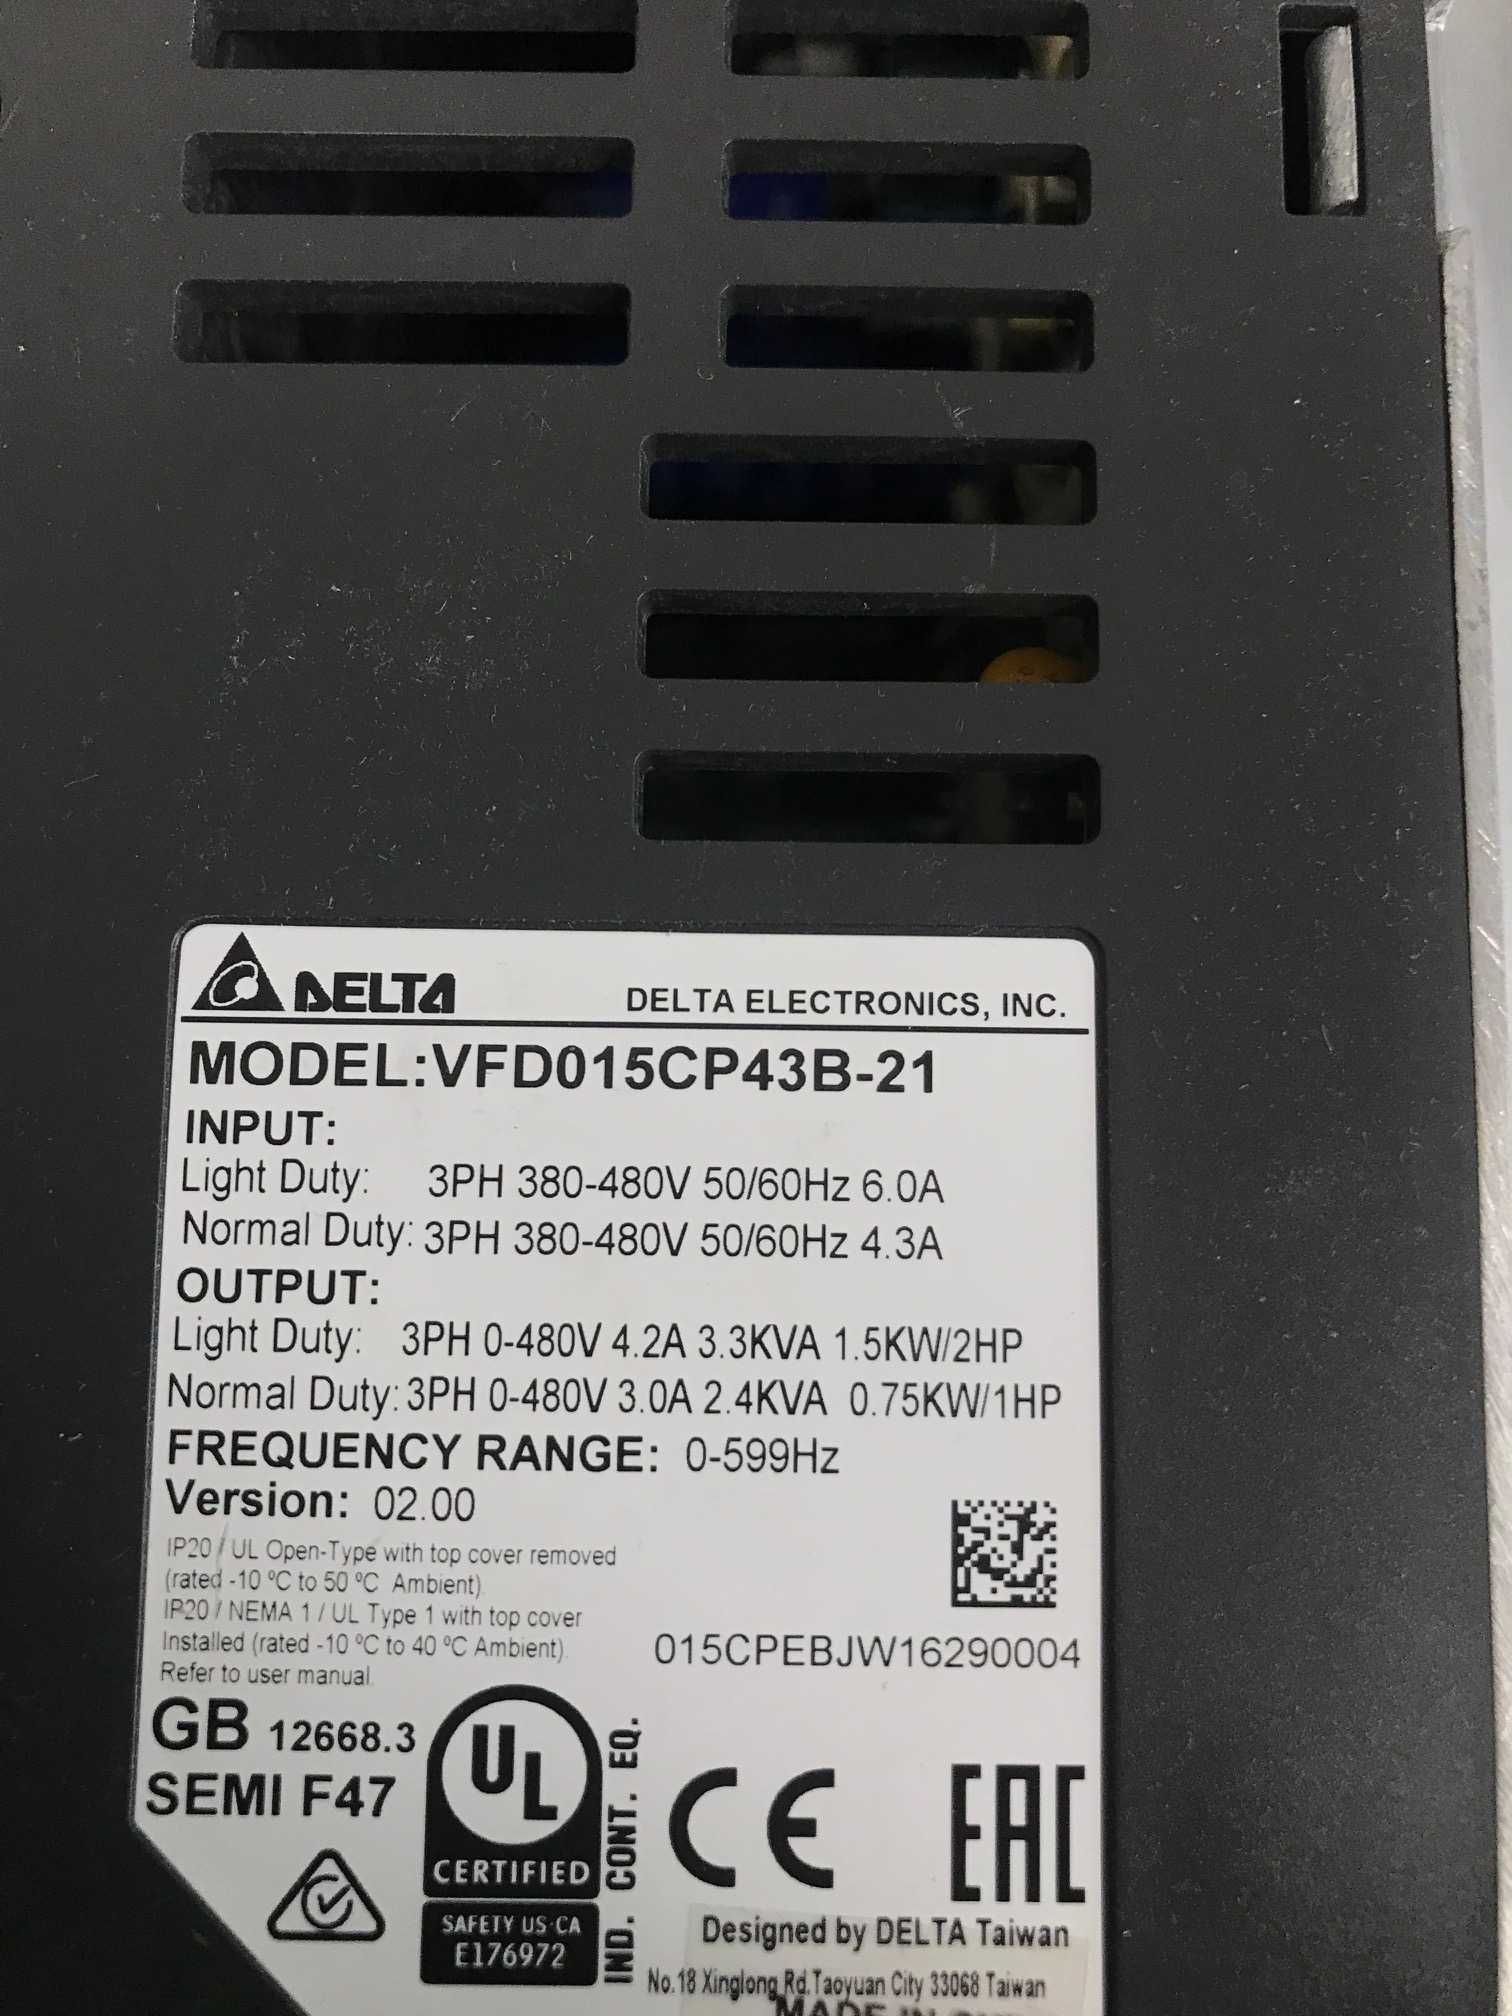 DELTA DELTA ELECTRONICS, INC.
MODEL:VFD015CP43B-21
INPUT:
Light Duty: 3PH 380-480V 50/60Hz 6.0A
Normal Duty: 3PH 380-480V 50/60Hz 4.3A
OUTPUT:
Light Duty: 3PH 0-480V 4.2A 3.3KVA 1.5KW/2HP
Normal Duty: 3PH 0-480V 3.0A 2.4KVA 0.75KW/1HP
FREQUENCY RANGE: 0-599Hz
Version: 02.00
IP20 / UL Open-Type with top cover removed
(rated -10 ºC to 50 ºC Ambient)
IP20 / NEMA 1 / UL Type 1 with top cover
Installed (rated -10 ºC to 40 ºC Ambient)
Refer to user manual
015CPEBJW16290004
GB 12668.3
SEMI F47
UL
CERTIFIED
SAFETY US·CA
E176972
IND. CONT. EQ.
CE
EAC
Designed by DELTA Taiwan
No.18 Xinglong Rd.Taoyuan City 33068 Taiwan
MADE IN